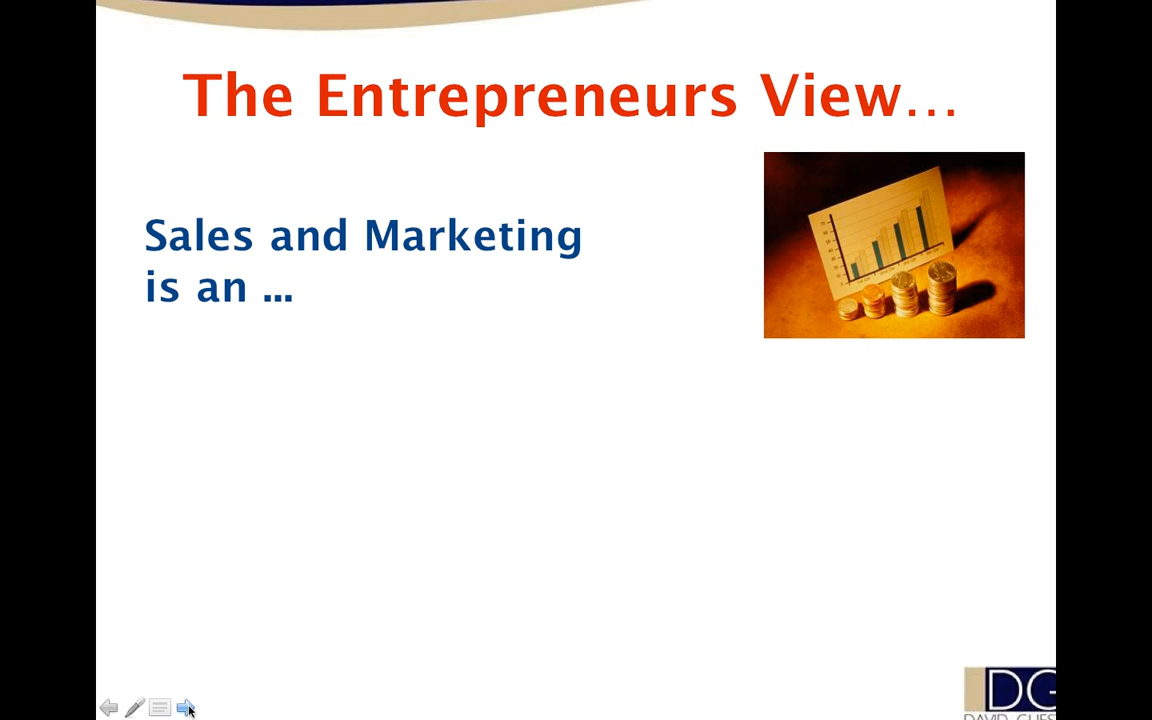 The Entrepreneurs View...
Sales and Marketing
is an ...
DG